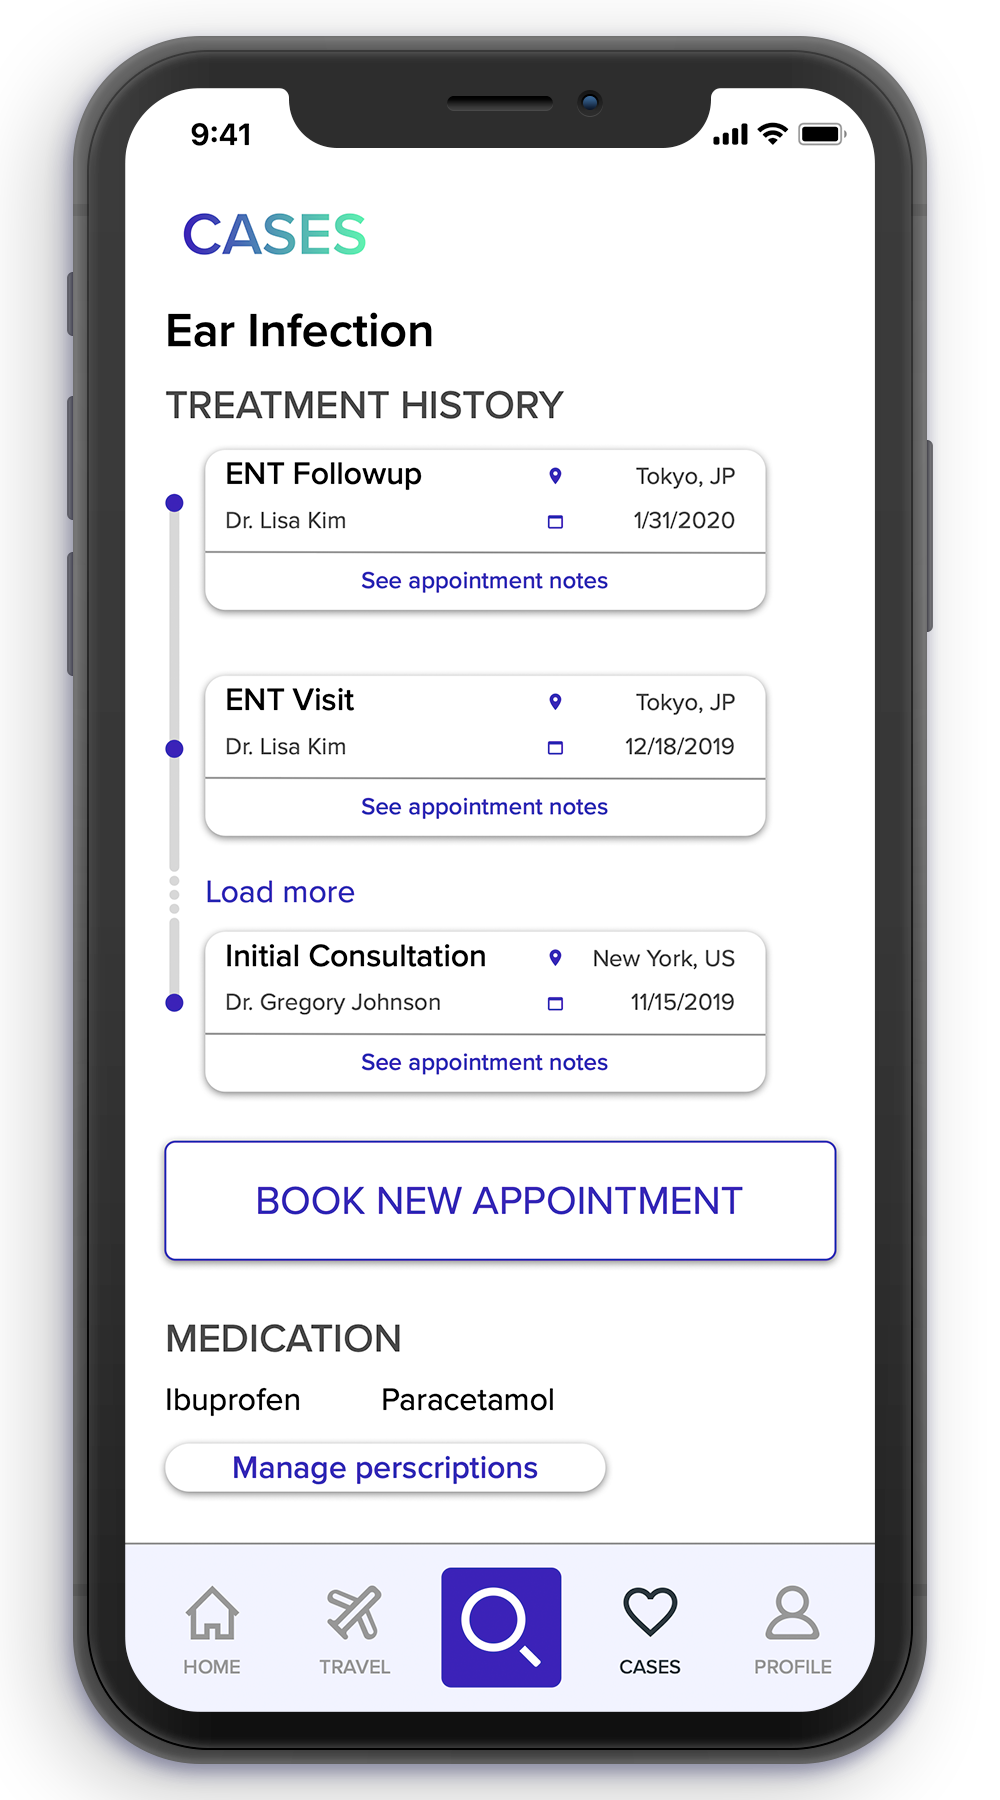 9:41
CASES
Ear Infection
TREATMENT HISTORY
ENT Followup Tokyo, JP
Dr. Lisa Kim 1/31/2020
See appointment notes
ENT Visit Tokyo, JP
Dr. Lisa Kim 12/18/2019
See appointment notes
Load more
Initial Consultation New York, US
Dr. Gregory Johnson 11/15/2019
See appointment notes
BOOK NEW APPOINTMENT
MEDICATION
Ibuprofen Paracetamol
Manage perscriptions
HOME TRAVEL CASES PROFILE